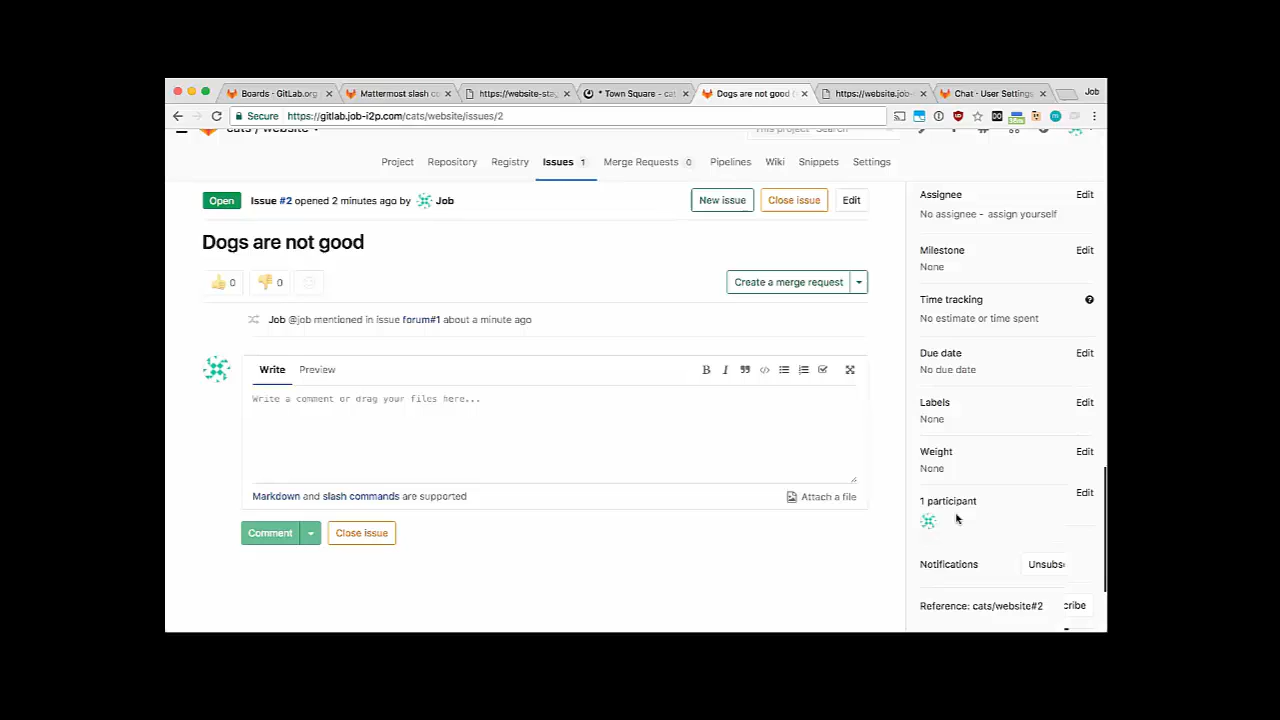 Boards · GitLab.org
Mattermost slash co
https://website-sta
* Town Square - cat
Dogs are not good (
https://website.job-
Chat · User Settings
Job
Secure
https://gitlab.job-i2p.com/cats/website/issues/2
cats / website
This project Search
Project
Repository
Registry
Issues 1
Merge Requests 0
Pipelines
Wiki
Snippets
Settings
Open
Issue #2 opened 2 minutes ago by Job
New issue
Close issue
Edit
Dogs are not good
0
0
Create a merge request
Job @job mentioned in issue forum#1 about a minute ago
Write
Preview
Write a comment or drag your files here...
Markdown and slash commands are supported
Attach a file
Comment
Close issue
Assignee
Edit
No assignee - assign yourself
Milestone
Edit
None
Time tracking
No estimate or time spent
Due date
Edit
No due date
Labels
Edit
None
Weight
Edit
None
1 participant
Edit
Notifications
Unsubs
Reference: cats/website#2
cribe